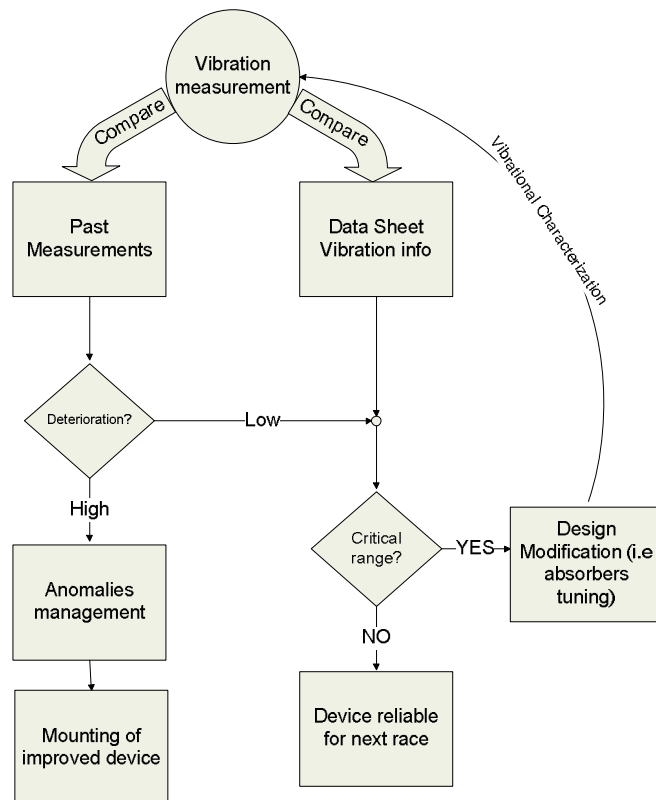 Vibration
measurement
Compare
Compare
Past
Measurements
Data Sheet
Vibration info
Vibrational Characterization
Deterioration?
Low
High
Critical
range?
YES
Design
Modification (i.e
absorbers
tuning)
Anomalies
management
NO
Mounting of
improved device
Device reliable
for next race